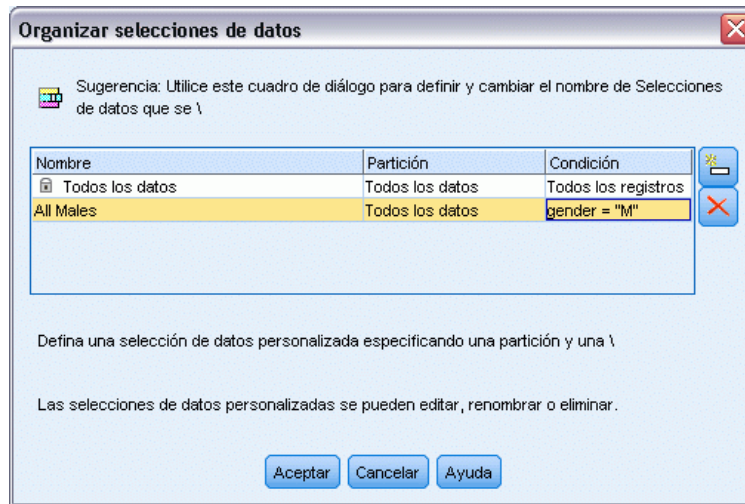 Organizar selecciones de datos
Sugerencia: Utilice este cuadro de diálogo para definir y cambiar el nombre de Selecciones
de datos que se \
Nombre Partición Condición
Todos los datos Todos los datos Todos los registros
All Males Todos los datos gender = "M"
Defina una selección de datos personalizada especificando una partición y una \
Las selecciones de datos personalizadas se pueden editar, renombrar o eliminar.
Aceptar Cancelar Ayuda